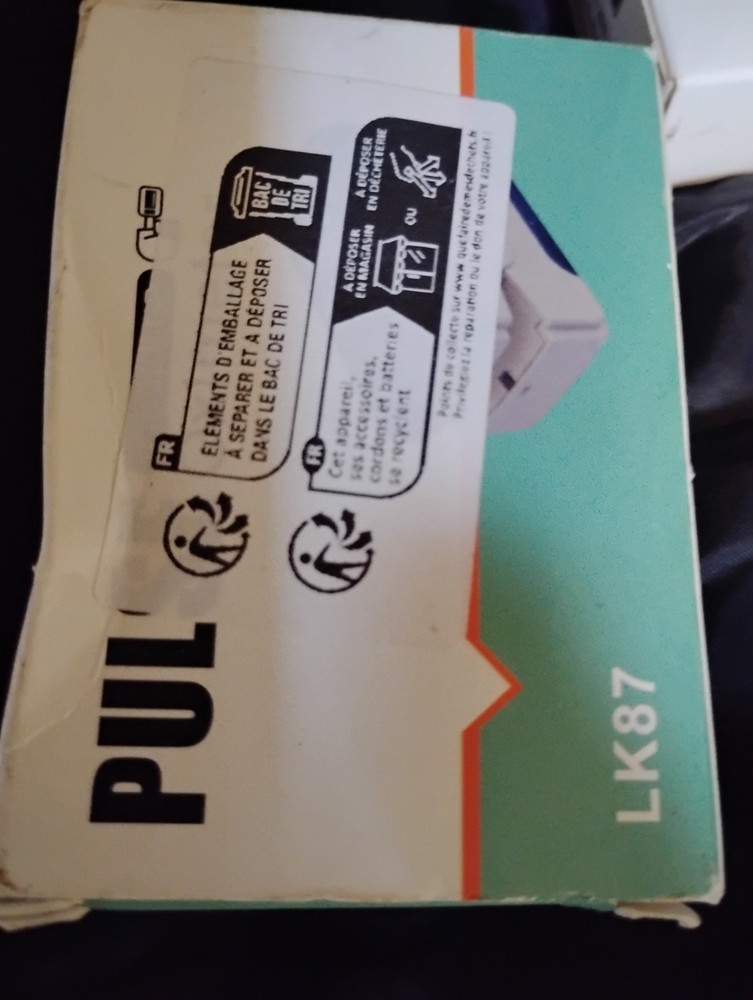 PUL
FR
ÉLÉMENTS D'EMBALLAGE
À SÉPARER ET À DÉPOSER
DANS LE BAC DE TRI
BAC
DE
TRI
FR
Cet appareil,
ses accessoires,
cordons et batteries
se recyclent
À DÉPOSER
EN MAGASIN
OU
À DÉPOSER
EN DÉCHÈTERIE
Points de collecte sur www.quefairedemesdechets.fr
Privilégiez la réparation ou le don de votre appareil !
LK87